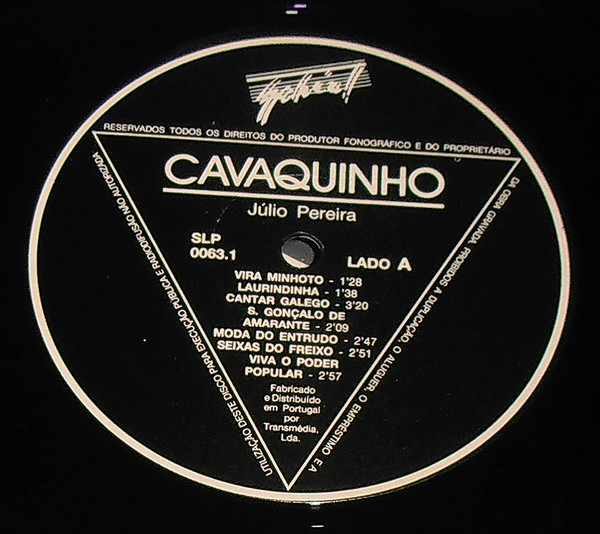 Schiu!
RESERVADOS TODOS OS DIREITOS DO PRODUTOR FONOGRÁFICO E DO PROPRIETÁRIO
DA OBRA GRAVADA. PROIBIDOS A DUPLICAÇÃO, O ALUGUER, O EMPRÉSTIMO E A
UTILIZAÇÃO DESTE DISCO PARA EXECUÇÃO PÚBLICA E RADIODIFUSÃO NÃO AUTORIZADA
CAVAQUINHO
Júlio Pereira
SLP
0063.1
LADO A
VIRA MINHOTO - 1'28
LAURINDINHA - 1'38
CANTAR GALEGO - 3'20
S. GONÇALO DE
AMARANTE - 2'09
MODA DO ENTRUDO - 2'47
SEIXAS DO FREIXO - 2'51
VIVA O PODER
POPULAR - 2'57
Fabricado
e Distribuído
em Portugal
por
Transmédia,
Lda.